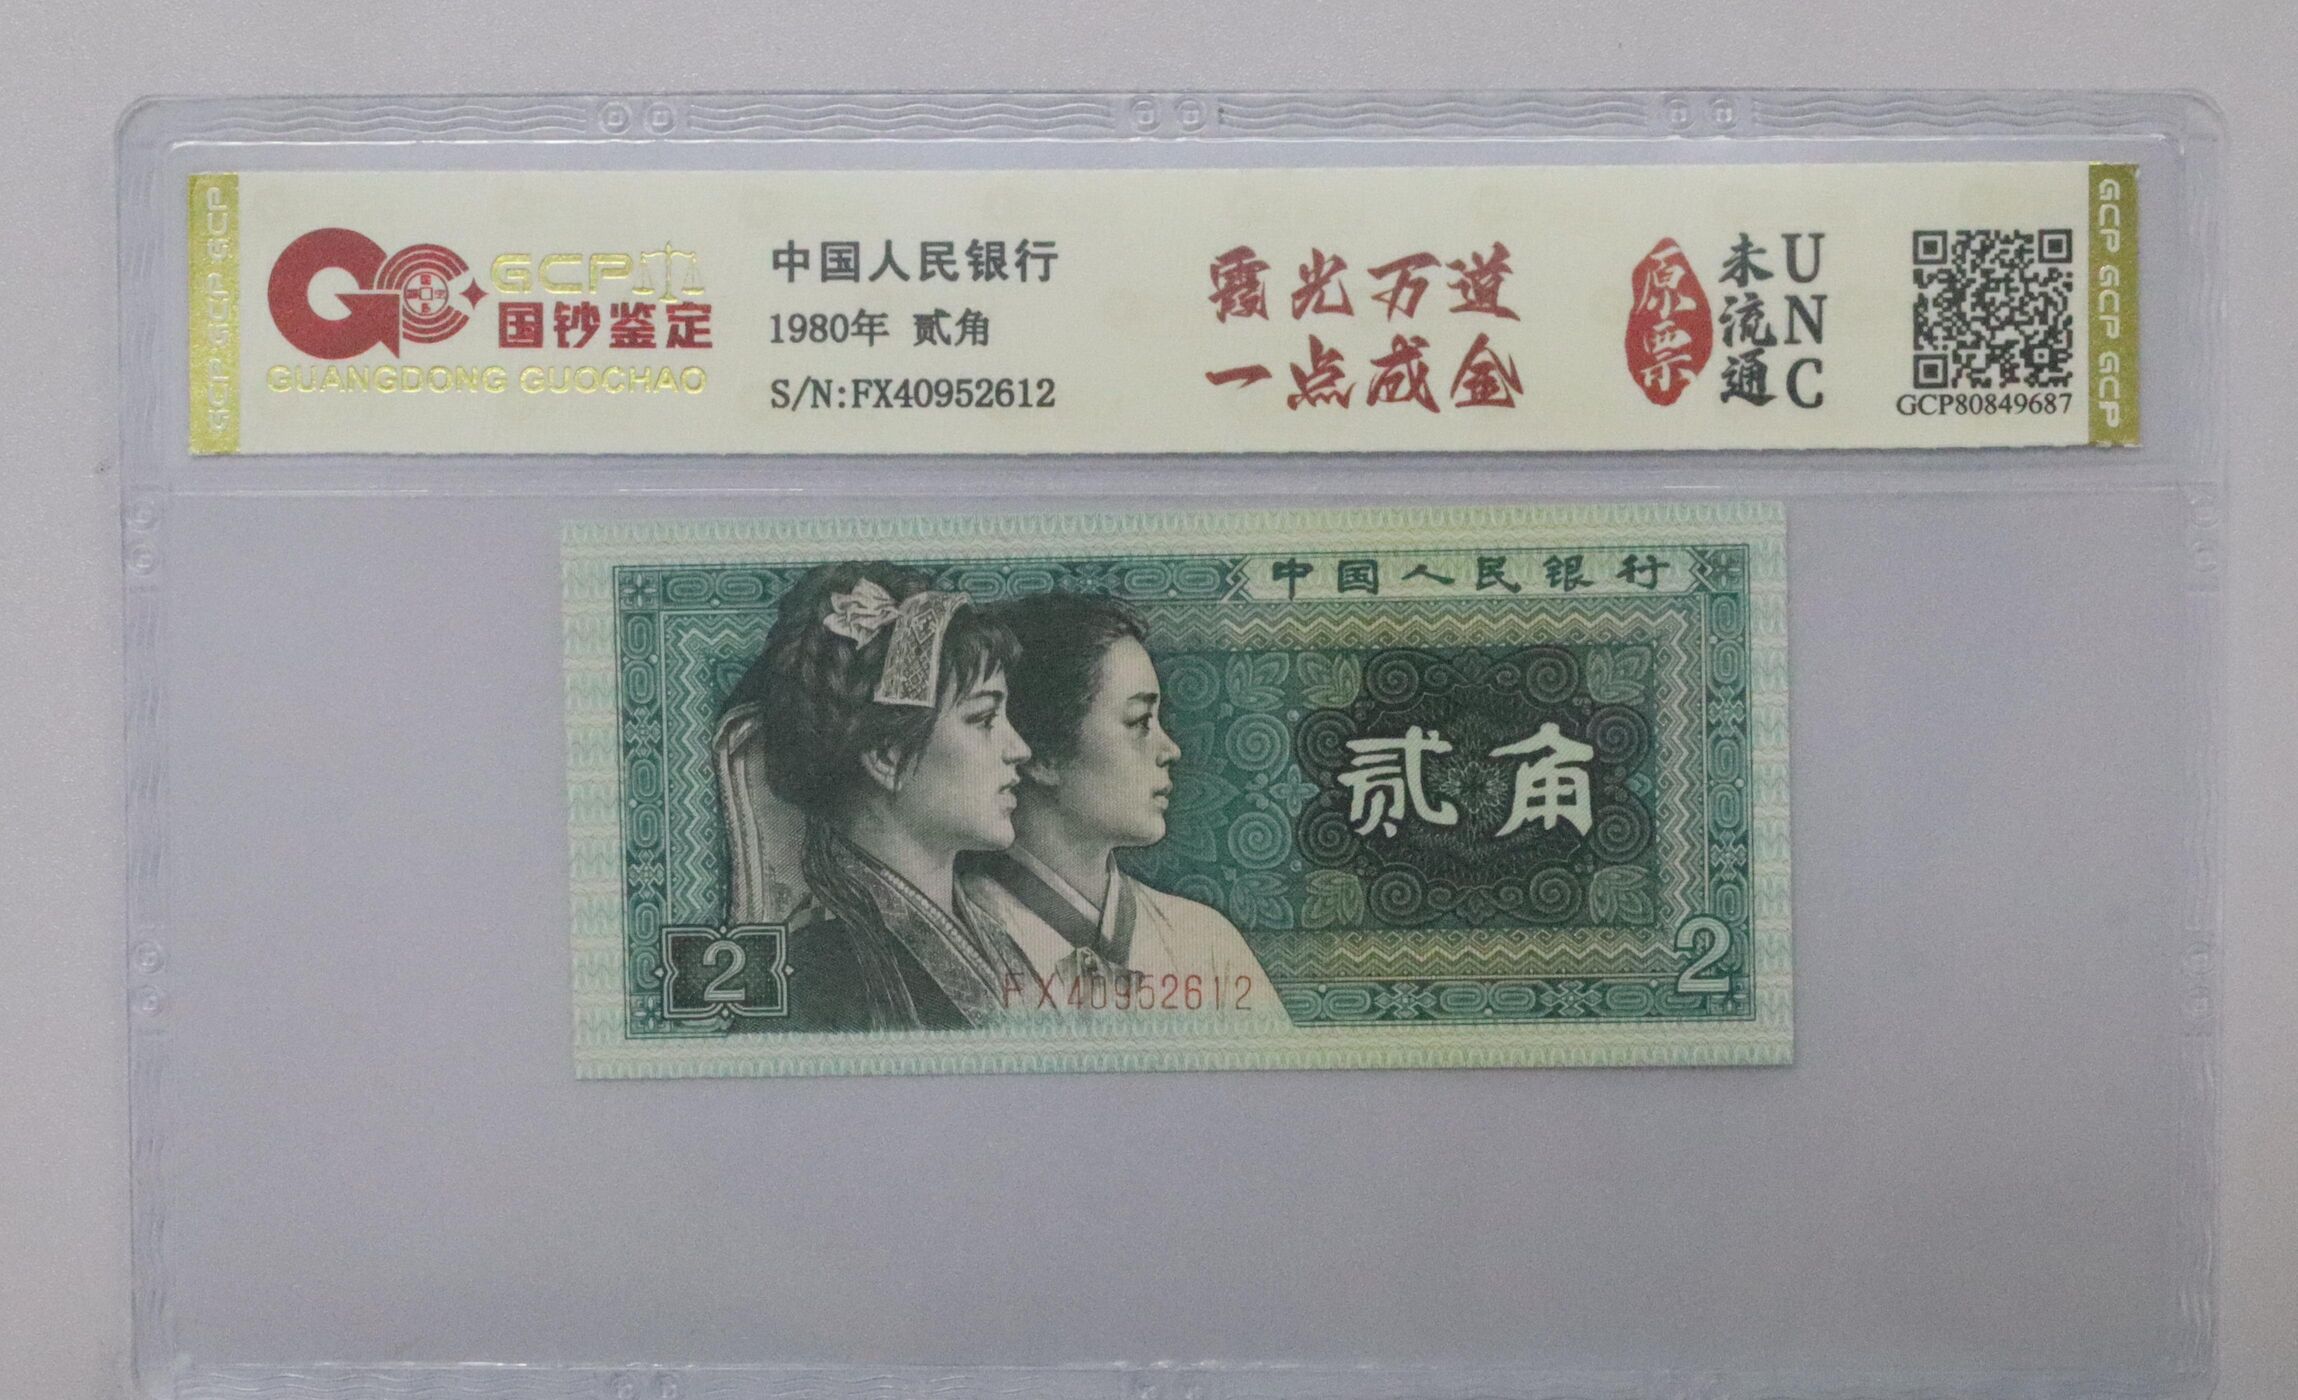 GCP GCP GCP
GCP
国钞鉴定
GUANGDONG GUOCHAO
中国人民银行
1980年 贰角
S/N:FX40952612
霞光万道
一点成金
原票
未流通
UNC
GCP80849687
GCP GCP GCP
中国人民银行
贰角
2
2
FX40952612